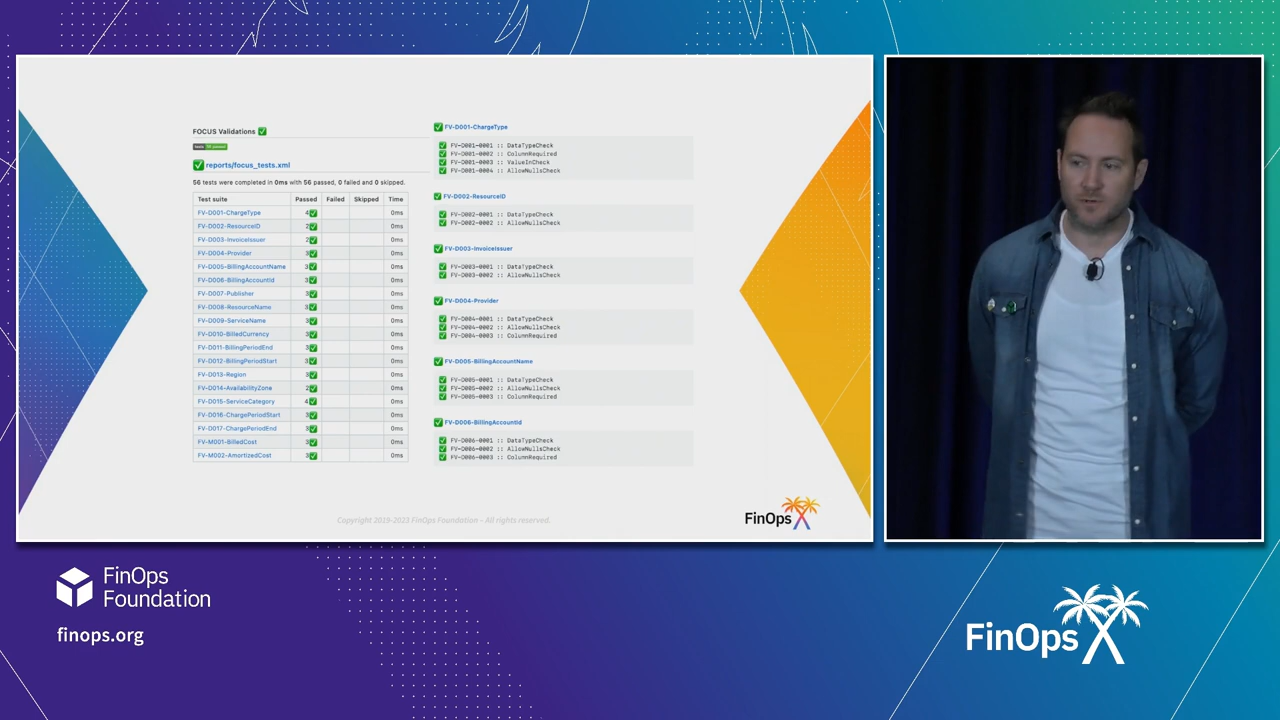 FOCUS Validations
reports/focus_tests.xml
56 tests were completed in 0ms with 56 passed, 0 failed and 0 skipped.
Test suite Passed Failed Skipped Time
FV-D001-ChargeType 4 0ms
FV-D002-ResourceID 2 0ms
FV-D003-InvoiceIssuer 2 0ms
FV-D004-Provider 3 0ms
FV-D005-BillingAccountName 3 0ms
FV-D006-BillingAccountId 3 0ms
FV-D007-Publisher 3 0ms
FV-D008-ResourceName 3 0ms
FV-D009-ServiceName 3 0ms
FV-D010-BilledCurrency 3 0ms
FV-D011-BillingPeriodEnd 3 0ms
FV-D012-BillingPeriodStart 3 0ms
FV-D013-Region 3 0ms
FV-D014-AvailabilityZone 2 0ms
FV-D015-ServiceCategory 4 0ms
FV-D016-ChargePeriodStart 3 0ms
FV-D017-ChargePeriodEnd 3 0ms
FV-M001-BilledCost 3 0ms
FV-M002-AmortizedCost 3 0ms
FV-D001-ChargeType
FV-D001-0001 :: DataTypeCheck
FV-D001-0002 :: ColumnRequired
FV-D001-0003 :: ValueInCheck
FV-D001-0004 :: AllowNullsCheck
FV-D002-ResourceID
FV-D002-0001 :: DataTypeCheck
FV-D002-0002 :: AllowNullsCheck
FV-D003-InvoiceIssuer
FV-D003-0001 :: DataTypeCheck
FV-D003-0002 :: AllowNullsCheck
FV-D004-Provider
FV-D004-0001 :: DataTypeCheck
FV-D004-0002 :: AllowNullsCheck
FV-D004-0003 :: ColumnRequired
FV-D005-BillingAccountName
FV-D005-0001 :: DataTypeCheck
FV-D005-0002 :: AllowNullCheck
FV-D005-0003 :: ColumnRequired
FV-D006-BillingAccountId
FV-D006-0001 :: DataTypeCheck
FV-D006-0002 :: AllowNullCheck
FV-D006-0003 :: ColumnRequired
Copyright 2019-2023 FinOps Foundation – All rights reserved.
FinOps X
FinOps
Foundation
finops.org
FinOps X